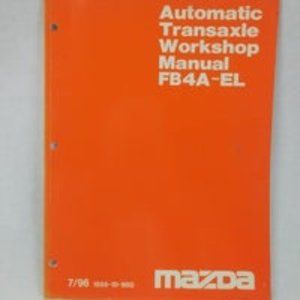 Automatic
Transaxle
Workshop
Manual
FB4A-EL
7/96
mazda